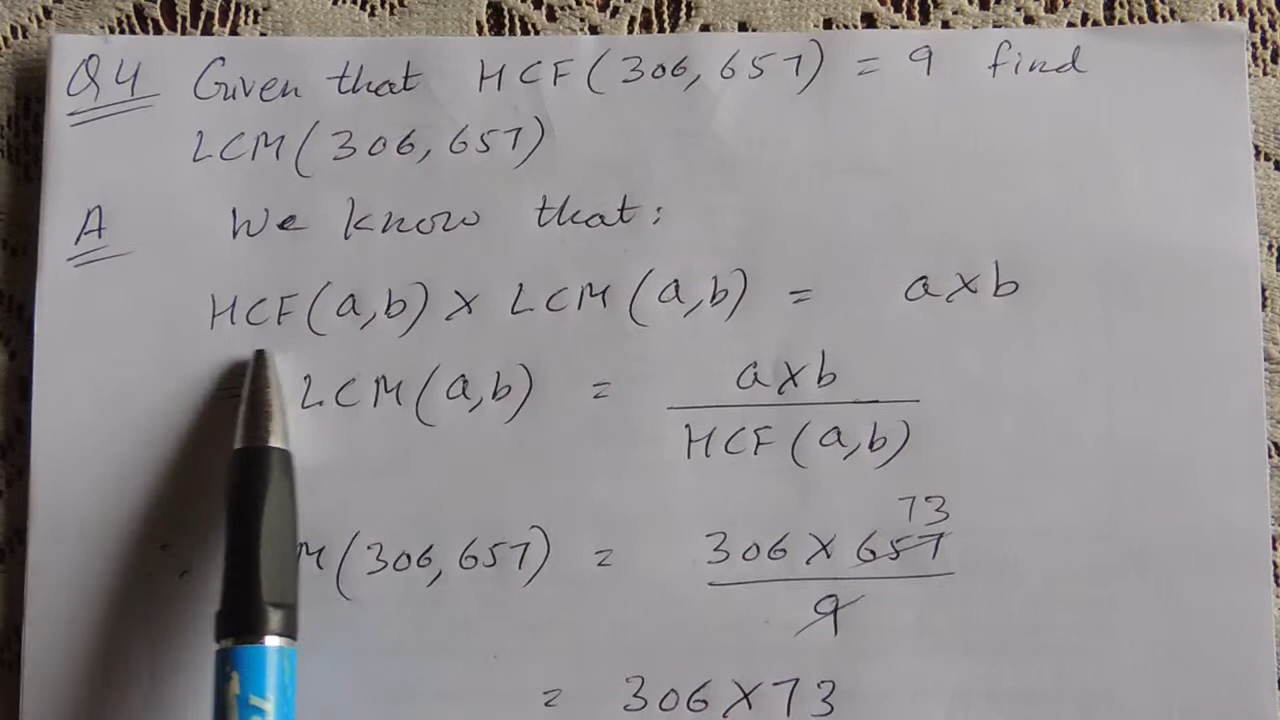 Q4 Given that HCF(306,657) = 9 find
LCM(306,657)
A We know that:
HCF(a,b) × LCM(a,b) = a×b
LCM(a,b) = a×b
HCF(a,b)
73
M(306,657) = 306 × 657
9
= 306 × 73